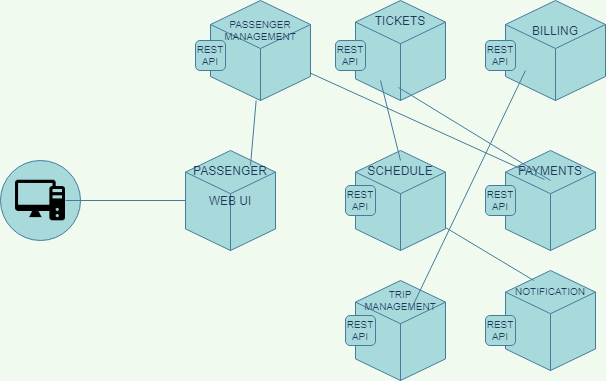 PASSENGER
MANAGEMENT
REST
API
TICKETS
REST
API
BILLING
REST
API
PASSENGER
WEB UI
SCHEDULE
REST
API
PAYMENTS
REST
API
TRIP
MANAGEMENT
REST
API
NOTIFICATION
REST
API